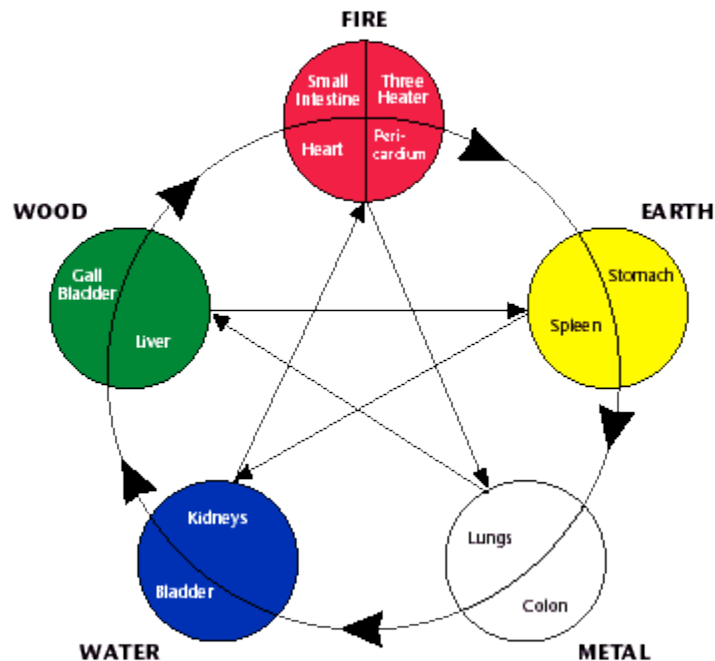 FIRE
Small
Intestine
Three
Heater
Heart
Peri-
cardium
WOOD
Gall
Bladder
Liver
EARTH
Stomach
Spleen
Kidneys
Bladder
WATER
Lungs
Colon
METAL